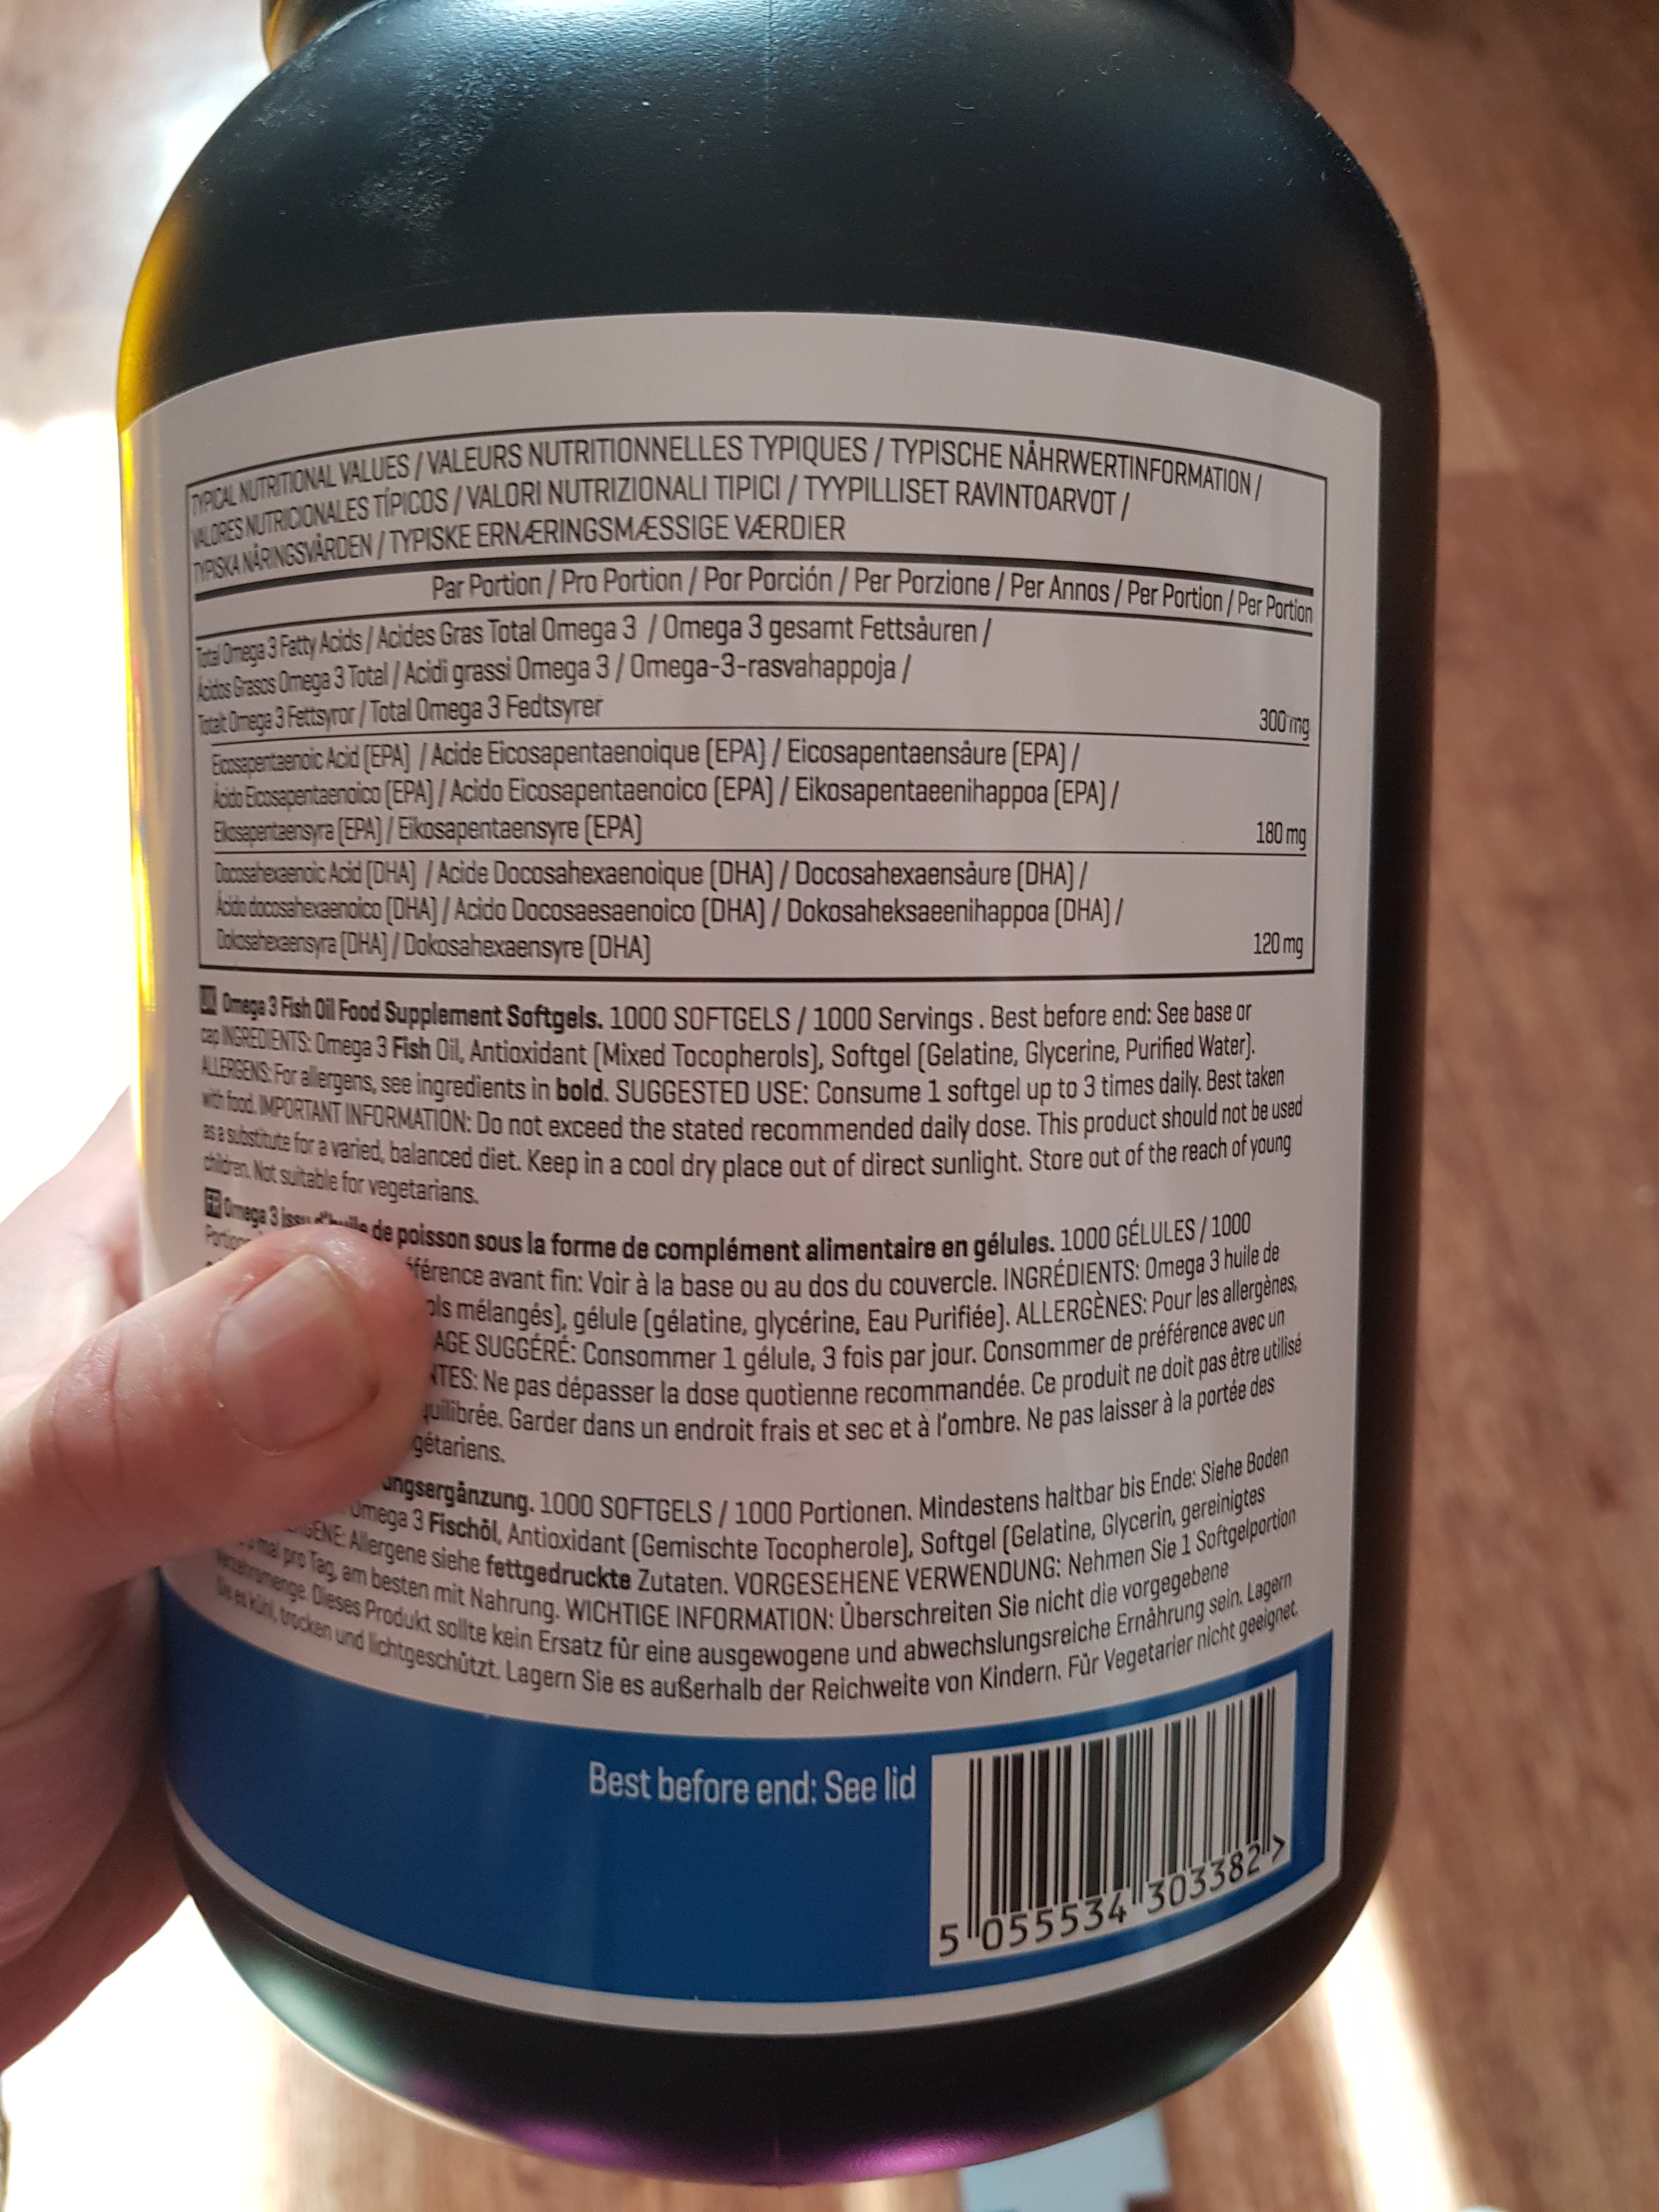 TYPICAL NUTRITIONAL VALUES / VALEURS NUTRITIONNELLES TYPIQUES / TYPISCHE NÄHRWERTINFORMATION /
VALORES NUTRICIONALES TÍPICOS / VALORI NUTRIZIONALI TIPICI / TYYPILLISET RAVINTOARVOT /
TYPISKA NÄRINGSVÄRDEN / TYPISKE ERNÆRINGSMÆSSIGE VÆRDIER
Par Portion / Pro Portion / Por Porción / Per Porzione / Per Annos / Per Portion / Per Portion
Total Omega 3 Fatty Acids / Acides Gras Total Omega 3 / Omega 3 gesamt Fettsäuren /
Ácidos Grasos Omega 3 Total / Acidi grassi Omega 3 / Omega-3-rasvahappoja /
Totalt Omega 3 Fettsyror / Total Omega 3 Fedtsyrer 300 mg
Eicosapentaenoic Acid (EPA) / Acide Eicosapentaenoique (EPA) / Eicosapentaensäure (EPA) /
Ácido Eicosapentaenoico (EPA) / Acido Eicosapentaenoico (EPA) / Eikosapentaeenihappoa (EPA) /
Eikosapentaensyra (EPA) / Eikosapentaensyre (EPA) 180 mg
Docosahexaenoic Acid (DHA) / Acide Docosahexaenoique (DHA) / Docosahexaensäure (DHA) /
Ácido docosahexaenoico (DHA) / Acido Docosaesaenoico (DHA) / Dokosaheksaeenihappoa (DHA) /
Dokosahexaensyra (DHA) / Dokosahexaensyre (DHA) 120 mg
Omega 3 Fish Oil Food Supplement Softgels. 1000 SOFTGELS / 1000 Servings. Best before end: See base or
cap INGREDIENTS: Omega 3 Fish Oil, Antioxidant (Mixed Tocopherols), Softgel (Gelatine, Glycerine, Purified Water).
ALLERGENS: For allergens, see ingredients in bold. SUGGESTED USE: Consume 1 softgel up to 3 times daily. Best taken
with food. IMPORTANT INFORMATION: Do not exceed the stated recommended daily dose. This product should not be used
as a substitute for a varied, balanced diet. Keep in a cool dry place out of direct sunlight. Store out of the reach of young
children. Not suitable for vegetarians.
FR Omega 3 issu d'huile de poisson sous la forme de complément alimentaire en gélules. 1000 GÉLULES / 1000
avant fin: Voir à la base ou au dos du couvercle. INGRÉDIENTS: Omega 3 huile de
mélangés), gélule (gélatine, glycérine, Eau Purifiée). ALLERGÈNES: Pour les allergènes,
SUGGÉRÉ: Consommer 1 gélule, 3 fois par jour. Consommer de préférence avec un
Ne pas dépasser la dose quotienne recommandée. Ce produit ne doit pas être utilisé
Garder dans un endroit frais et sec et à l'ombre. Ne pas laisser à la portée des
1000 SOFTGELS / 1000 Portionen. Mindestens haltbar bis Ende: Siehe Boden
Omega 3 Fischöl, Antioxidant (Gemischte Tocopherole), Softgel (Gelatine, Glycerin, gereinigtes
Allergene siehe fettgedruckte Zutaten. VORGESEHENE VERWENDUNG: Nehmen Sie 1 Softgelportion
mal pro Tag, am besten mit Nahrung. WICHTIGE INFORMATION: Überschreiten Sie nicht die vorgegebene
Dieses Produkt sollte kein Ersatz für eine ausgewogene und abwechslungsreiche Ernährung sein. Lagern
Sie es kühl, trocken und lichtgeschützt. Lagern Sie es außerhalb der Reichweite von Kindern. Für Vegetarier nicht geeignet.
Best before end: See lid
5 055534 303382 >